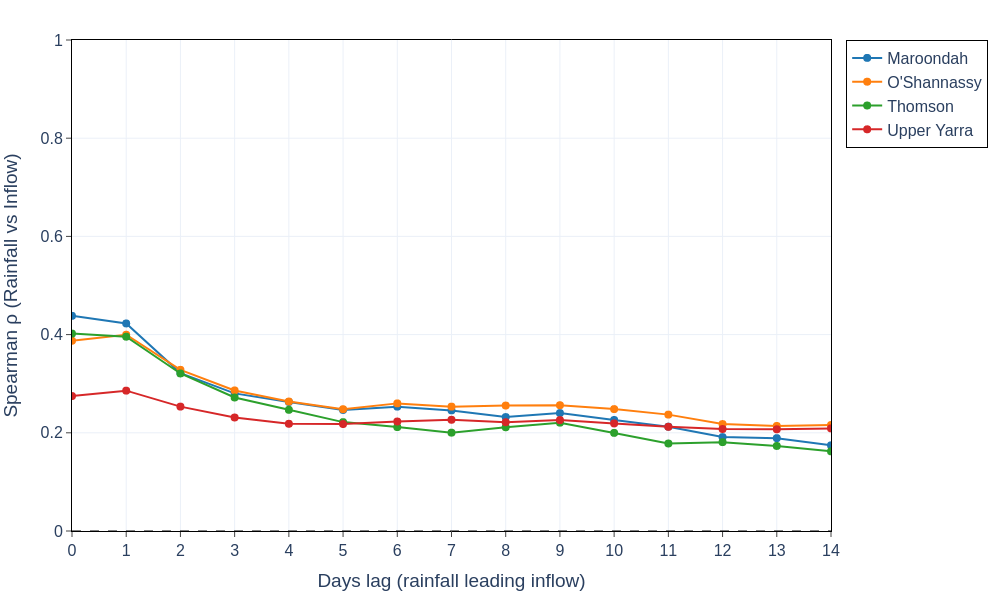 1
0.8
0.6
0.4
0.2
0
Spearman ρ (Rainfall vs Inflow)
0 1 2 3 4 5 6 7 8 9 10 11 12 13 14
Days lag (rainfall leading inflow)
Maroondah
O'Shannassy
Thomson
Upper Yarra